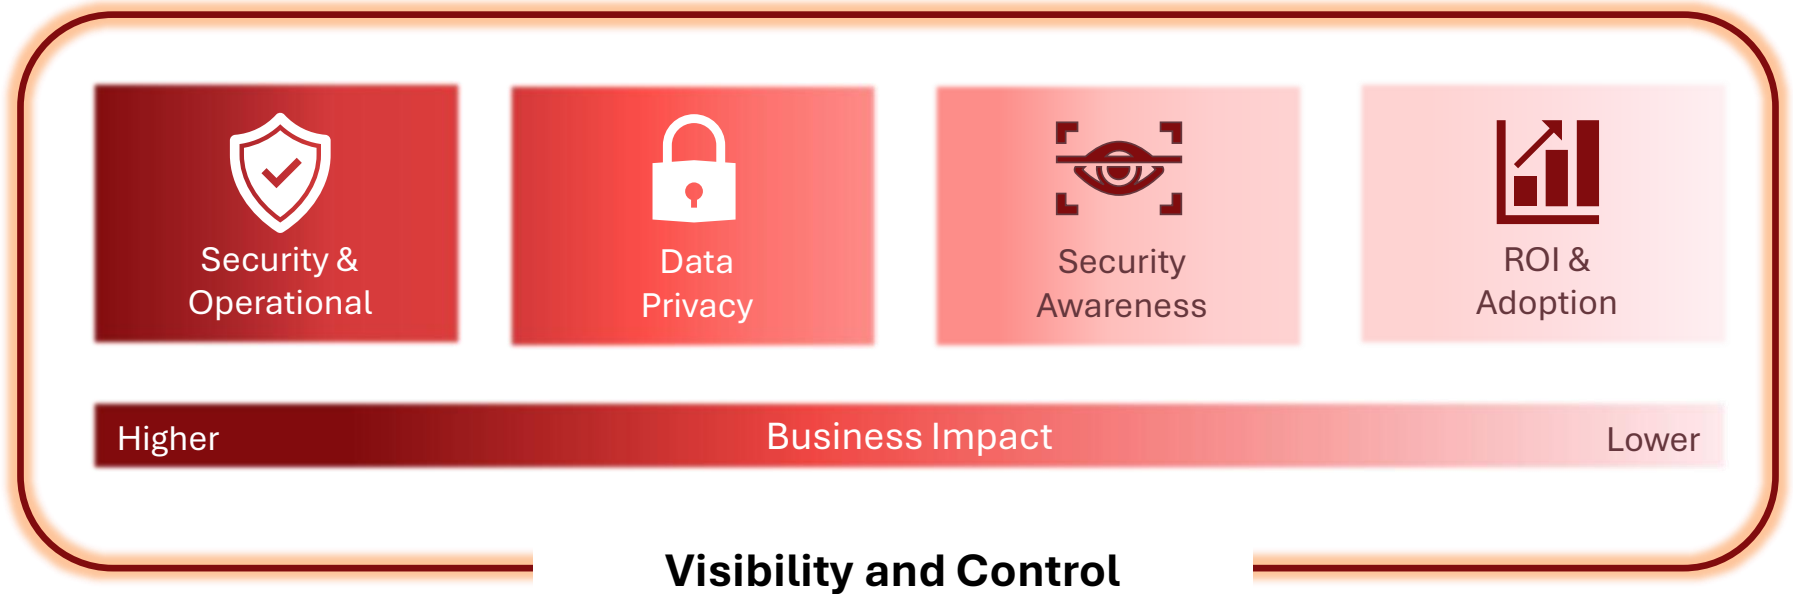 Security &
Operational
Data
Privacy
Security
Awareness
ROI &
Adoption
Higher
Business Impact
Lower
Visibility and Control